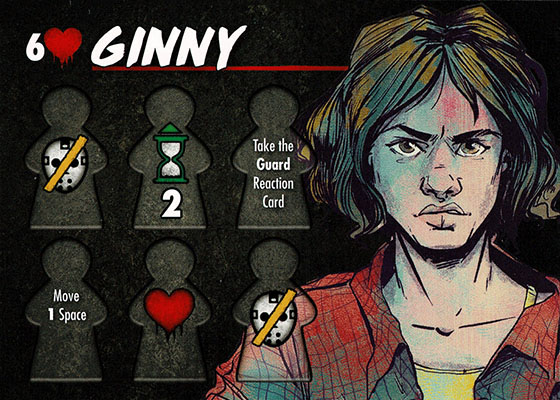 6 GINNY
2
Take the
Guard
Reaction
Card
Move
1 Space